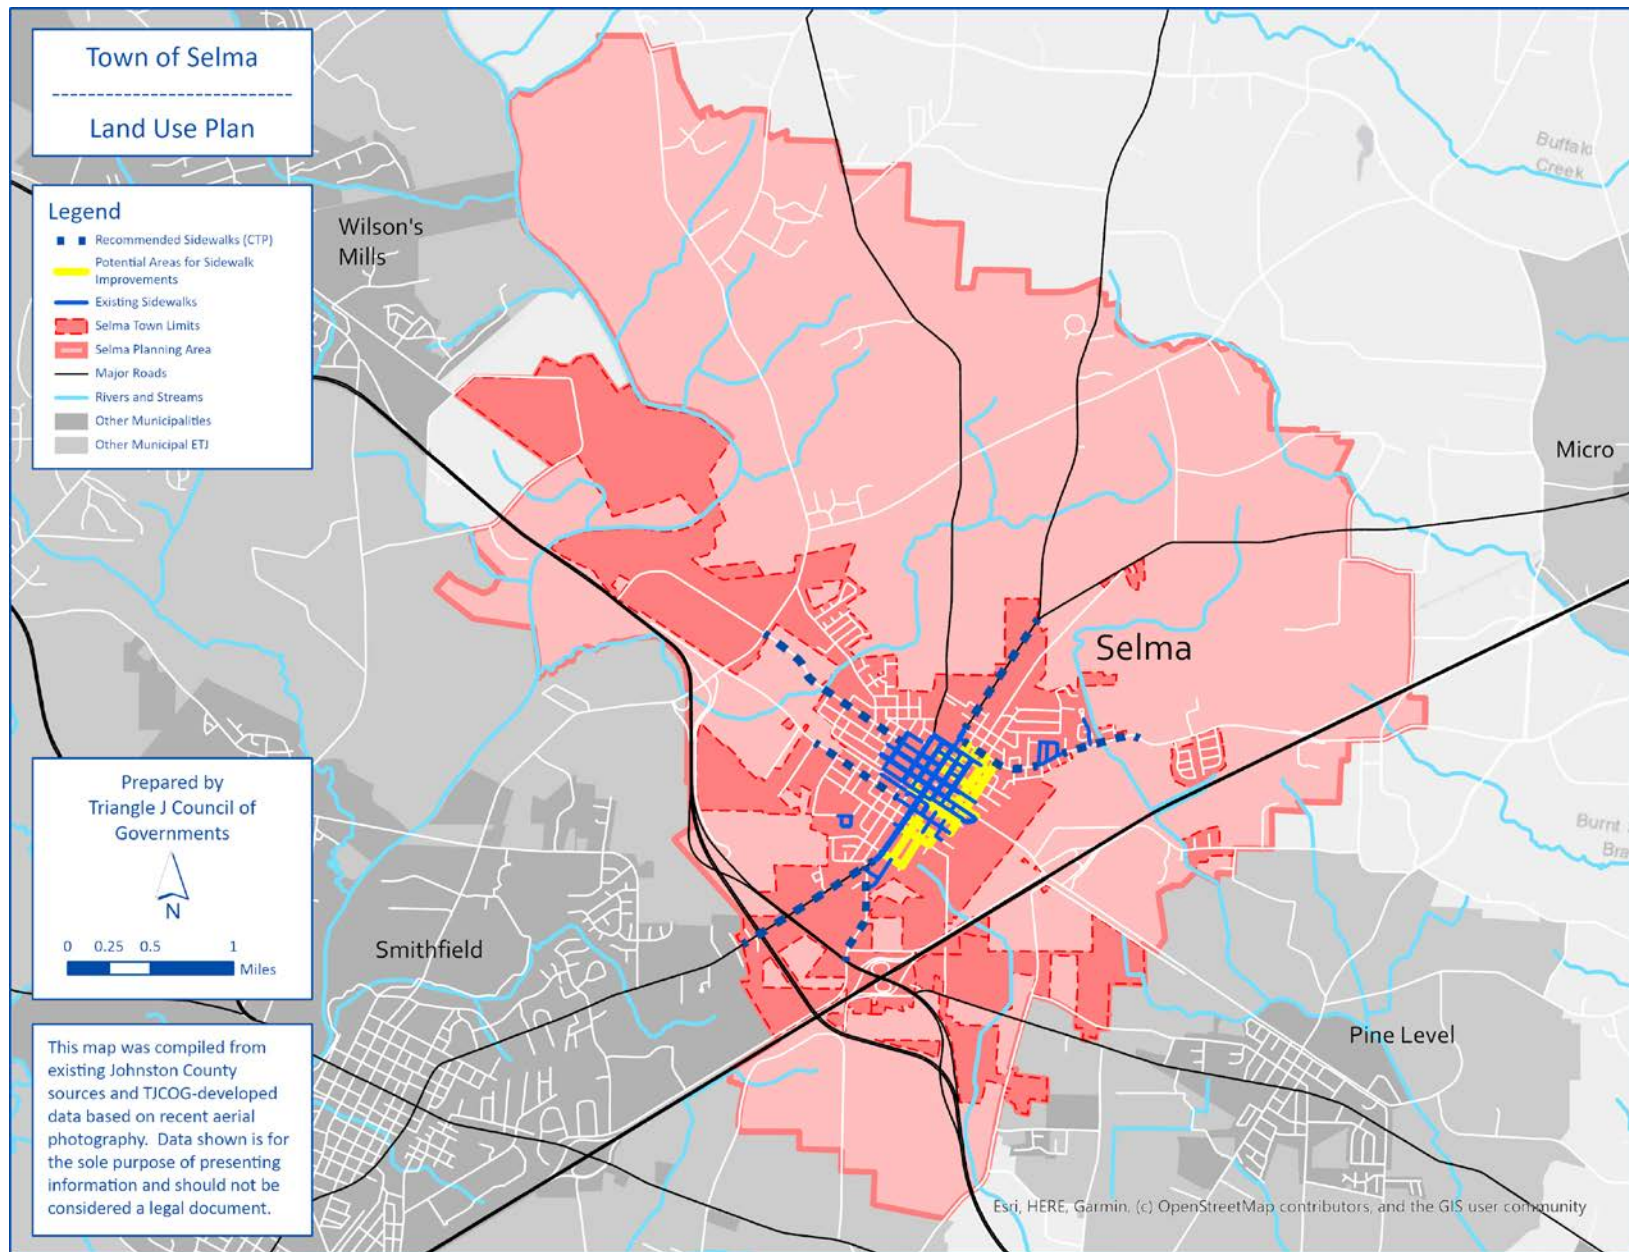 Town of Selma
Land Use Plan
Legend
Recommended Sidewalks (CTP)
Potential Areas for Sidewalk
Improvements
Existing Sidewalks
Selma Town Limits
Selma Planning Area
Major Roads
Rivers and Streams
Other Municipalities
Other Municipal ETJ
Wilson's
Mills
Buffalo
Creek
Micro
Selma
Burnt
Bra
Smithfield
Pine Level
Prepared by
Triangle J Council of
Governments
N
0 0.25 0.5 1
Miles
This map was compiled from
existing Johnston County
sources and TJCOG-developed
data based on recent aerial
photography. Data shown is for
the sole purpose of presenting
information and should not be
considered a legal document.
Esri, HERE, Garmin, (c) OpenStreetMap contributors, and the GIS user community